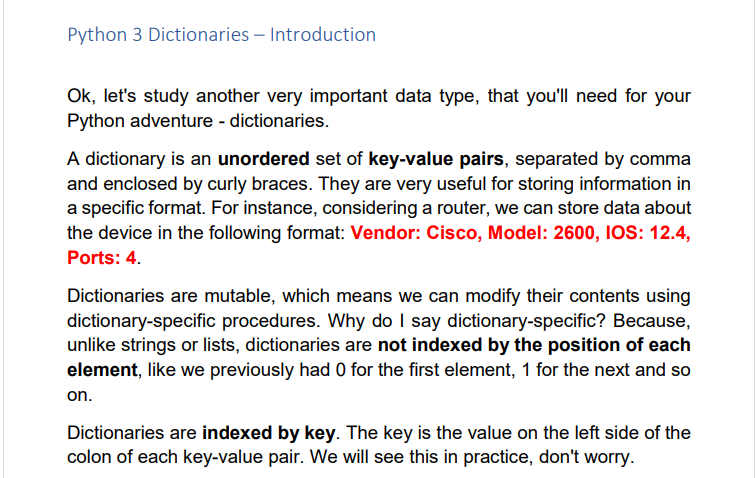 Python 3 Dictionaries – Introduction
Ok, let's study another very important data type, that you'll need for your
Python adventure - dictionaries.
A dictionary is an unordered set of key-value pairs, separated by comma
and enclosed by curly braces. They are very useful for storing information in
a specific format. For instance, considering a router, we can store data about
the device in the following format: Vendor: Cisco, Model: 2600, IOS: 12.4,
Ports: 4.
Dictionaries are mutable, which means we can modify their contents using
dictionary-specific procedures. Why do I say dictionary-specific? Because,
unlike strings or lists, dictionaries are not indexed by the position of each
element, like we previously had 0 for the first element, 1 for the next and so
on.
Dictionaries are indexed by key. The key is the value on the left side of the
colon of each key-value pair. We will see this in practice, don't worry.